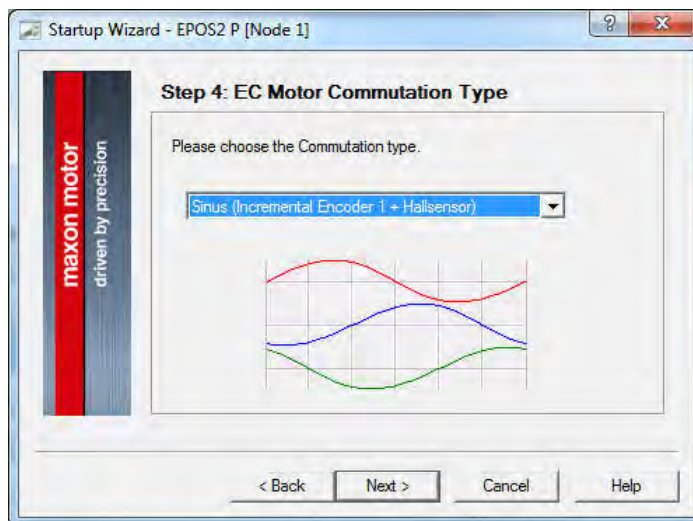 Startup Wizard - EPOS2 P [Node 1]
maxon motor
driven by precision
Step 4: EC Motor Commutation Type
Please choose the Commutation type.
Sinus (Incremental Encoder 1 + Hallsensor)
< Back
Next >
Cancel
Help